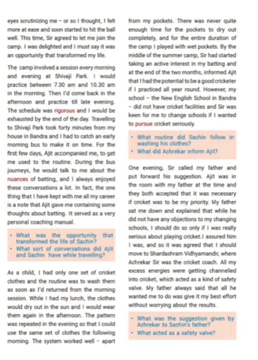 eyes scrutinizing me – or so I thought, I felt
more at ease and soon started to hit the ball
well. This time, Sir agreed to let me join the
camp. I was delighted and I must say it was
an opportunity that transformed my life.
The camp involved a session every morning
and evening at Shivaji Park. I would
practice between 7.30 am and 10.30 am
in the morning. Then I'd come back in the
afternoon and practice till late evening.
The schedule was rigorous and I would be
exhausted by the end of the day. Travelling
to Shivaji Park took forty minutes from my
house in Bandra and I had to catch an early
morning bus to make it on time. For the
first few days, Ajit accompanied me, to get
me used to the routine. During the bus
journeys, he would talk to me about the
nuances of batting, and I always enjoyed
these conversations a lot. In fact, the one
thing that I have kept with me all my career
is a note that Ajit gave me containing some
thoughts about batting. It served as a very
personal coaching manual.
• What was the opportunity that
transformed the life of Sachin?
• What sort of conversations did Ajit
and Sachin have while travelling?
As a child, I had only one set of cricket
clothes and the routine was to wash them
as soon as I'd returned from the morning
session. While I had my lunch, the clothes
would dry out in the sun and I would wear
them again in the afternoon. The pattern
was repeated in the evening so that I could
use the same set of clothes the following
morning. The system worked well – apart
from my pockets. There was never quite
enough time for the pockets to dry out
completely, and for the entire duration of
the camp I played with wet pockets. By the
middle of the summer camp, Sir had started
taking an active interest in my batting and
at the end of the two months, informed Ajit
that I had the potential to be a good cricketer
if I practiced all year round. However, my
school – the New English School in Bandra
– did not have cricket facilities and Sir was
keen for me to change schools if I wanted
to pursue cricket seriously.
• What routine did Sachin follow in
washing his clothes?
• What did Achrekar inform Ajit?
One evening, Sir called my father and
put forward his suggestion. Ajit was in
the room with my father at the time and
they both accepted that it was necessary
if cricket was to be my priority. My father
sat me down and explained that while he
did not have any objections to my changing
schools, I should do so only if I was really
serious about playing cricket. I assured him
I was, and so it was agreed that I should
move to Shardashram Vidhyamandir, where
Achrekar Sir was the cricket coach. All my
excess energies were getting channelled
into cricket, which acted as a kind of safety
valve. My father always said that all he
wanted me to do was give it my best effort
without worrying about the results.
• What was the suggestion given by
Achrekar to Sachin's father?
• What acted as a safety valve?